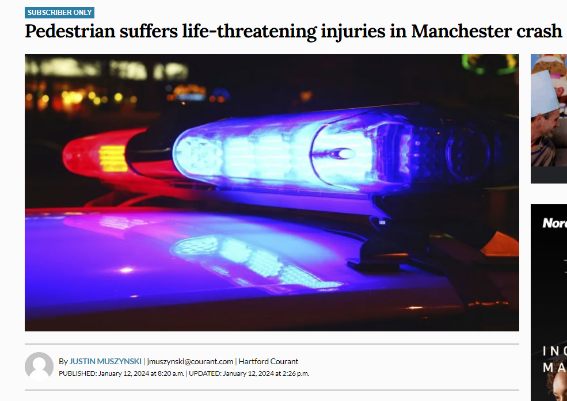 SUBSCRIBER ONLY
Pedestrian suffers life-threatening injuries in Manchester crash
By JUSTIN MUSZYNSKI | jmuszynski@courant.com | Hartford Courant
PUBLISHED: January 12, 2024 at 8:20 a.m. | UPDATED: January 12, 2024 at 2:26 p.m.